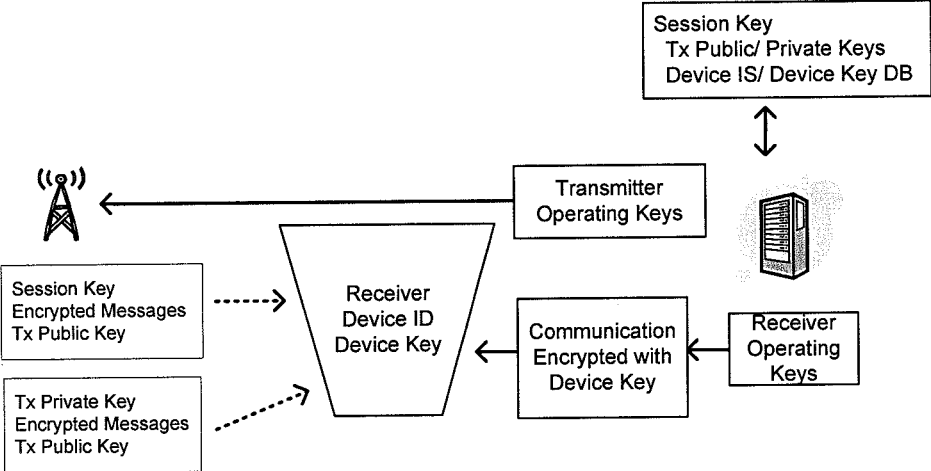 Session Key
Tx Public/ Private Keys
Device IS/ Device Key DB
Transmitter
Operating Keys
Session Key
Encrypted Messages
Tx Public Key
Receiver
Device ID
Device Key
Communication
Encrypted with
Device Key
Receiver
Operating
Keys
Tx Private Key
Encrypted Messages
Tx Public Key